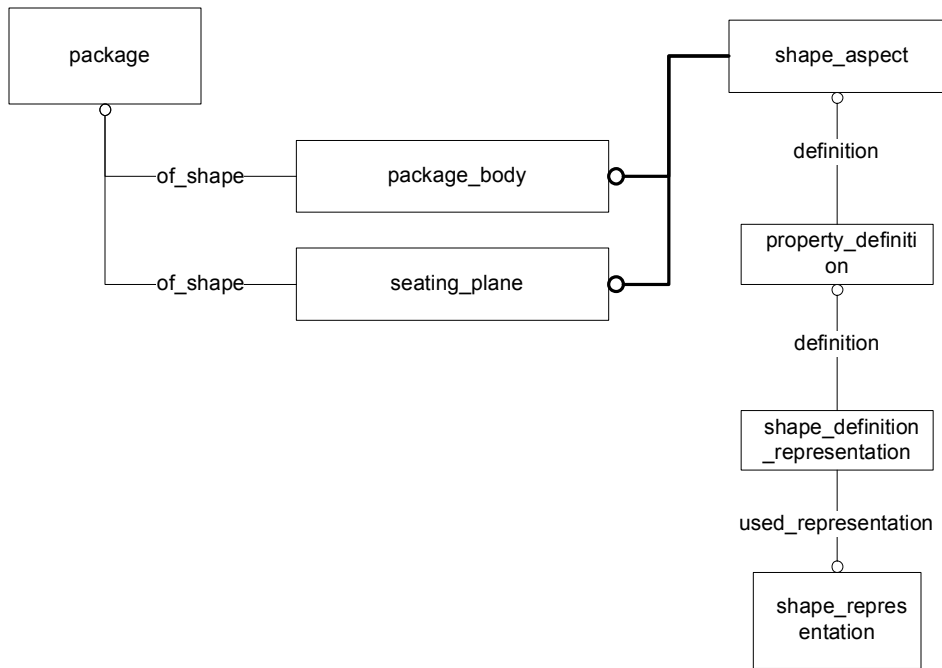 package
shape_aspect
definition
of_shape
package_body
property_definiti
on
of_shape
seating_plane
definition
shape_definition
_representation
used_representation
shape_repres
entation